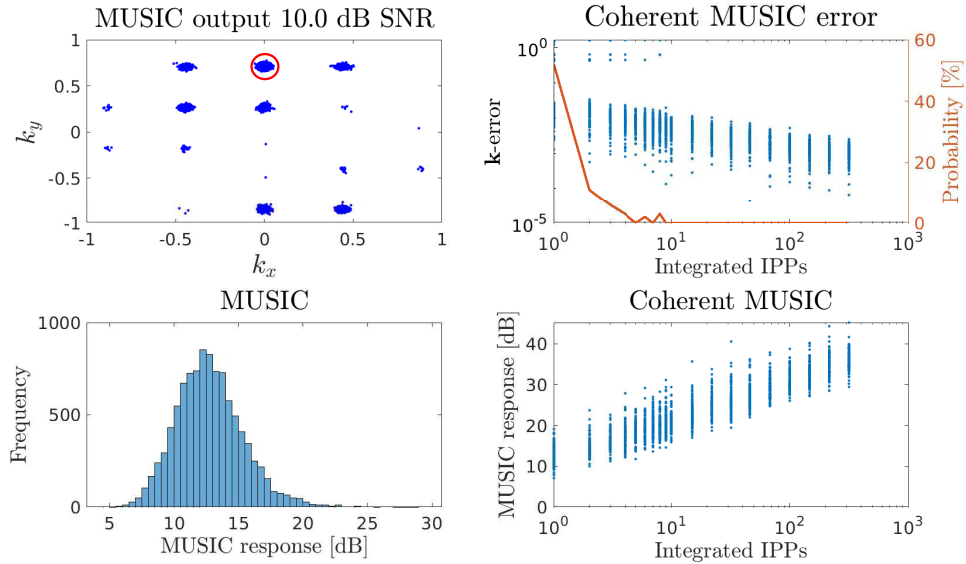 MUSIC output 10.0 dB SNR
1
0.5
0
-0.5
-1
k_y
-1
-0.5
0
0.5
1
k_x
Coherent MUSIC error
10^0
10^-5
k-error
60
40
20
0
Probability [%]
10^0
10^1
10^2
10^3
Integrated IPPs
MUSIC
1000
500
0
Frequency
5
10
15
20
25
30
MUSIC response [dB]
Coherent MUSIC
40
30
20
10
0
MUSIC response [dB]
10^0
10^1
10^2
10^3
Integrated IPPs